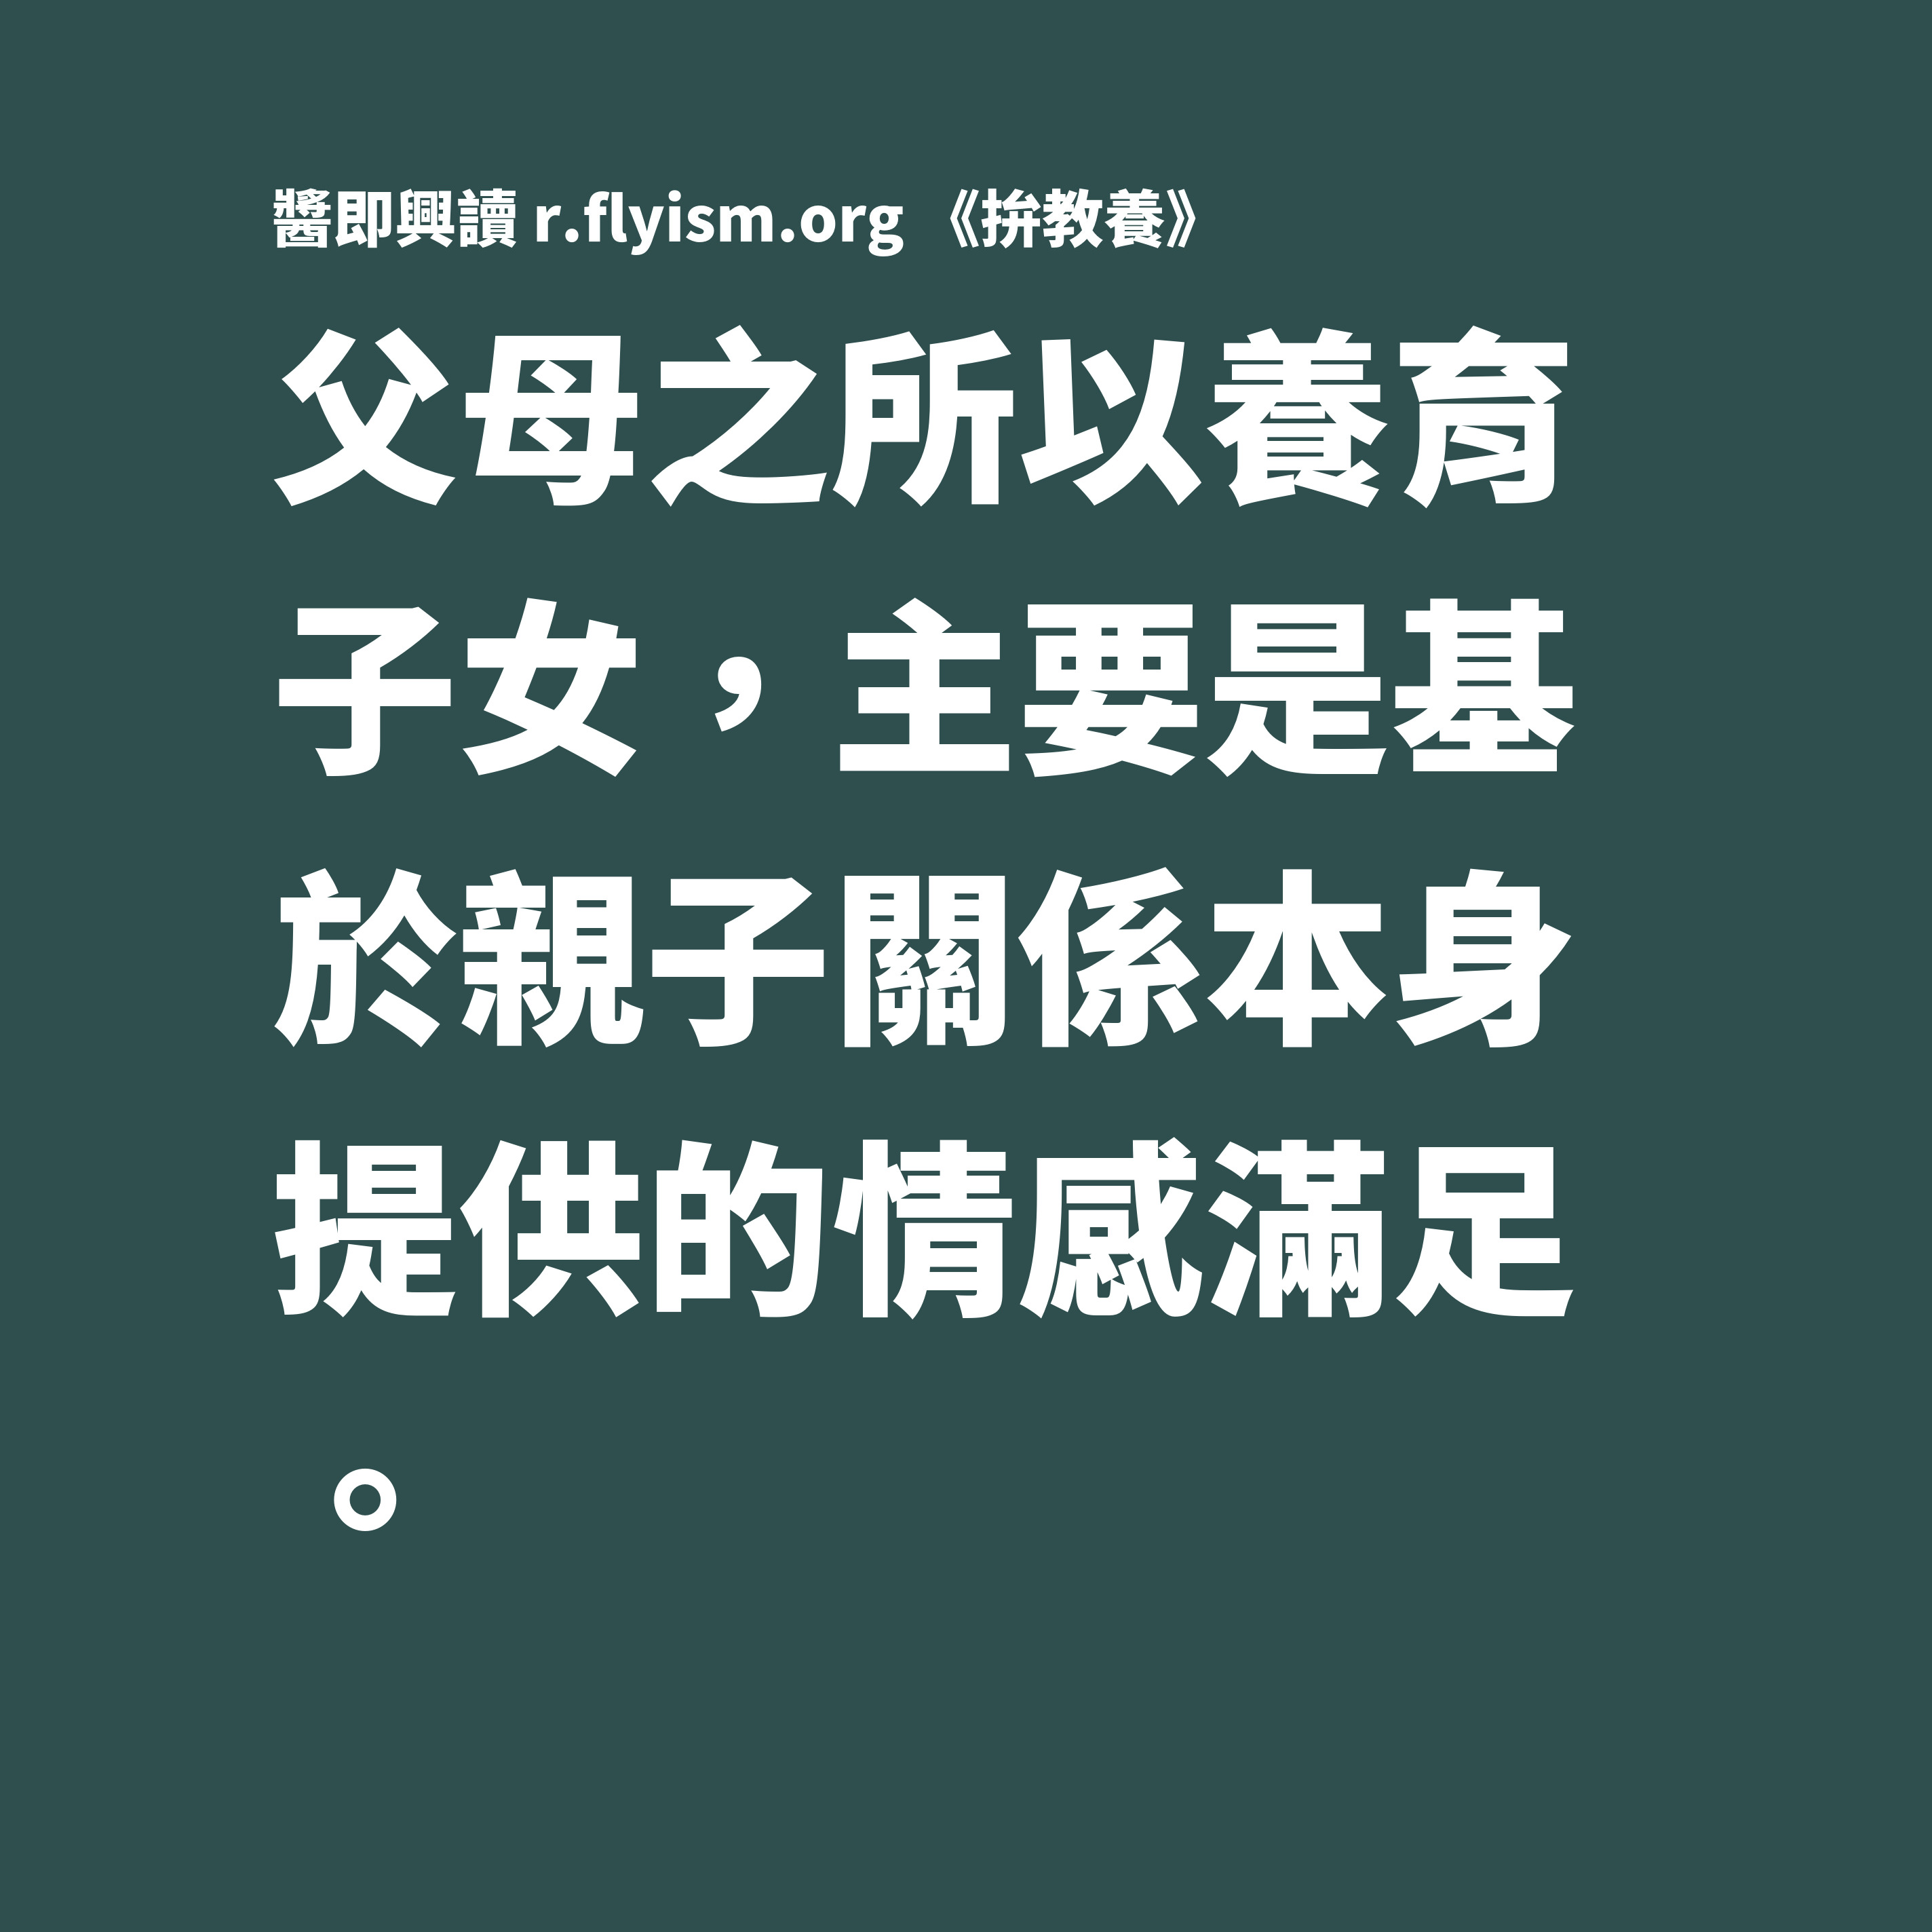 豑即興讀 r.flyism.org 《拚教養》
父母之所以養育
子女，主要是基
於親子關係本身
提供的情感滿足
。